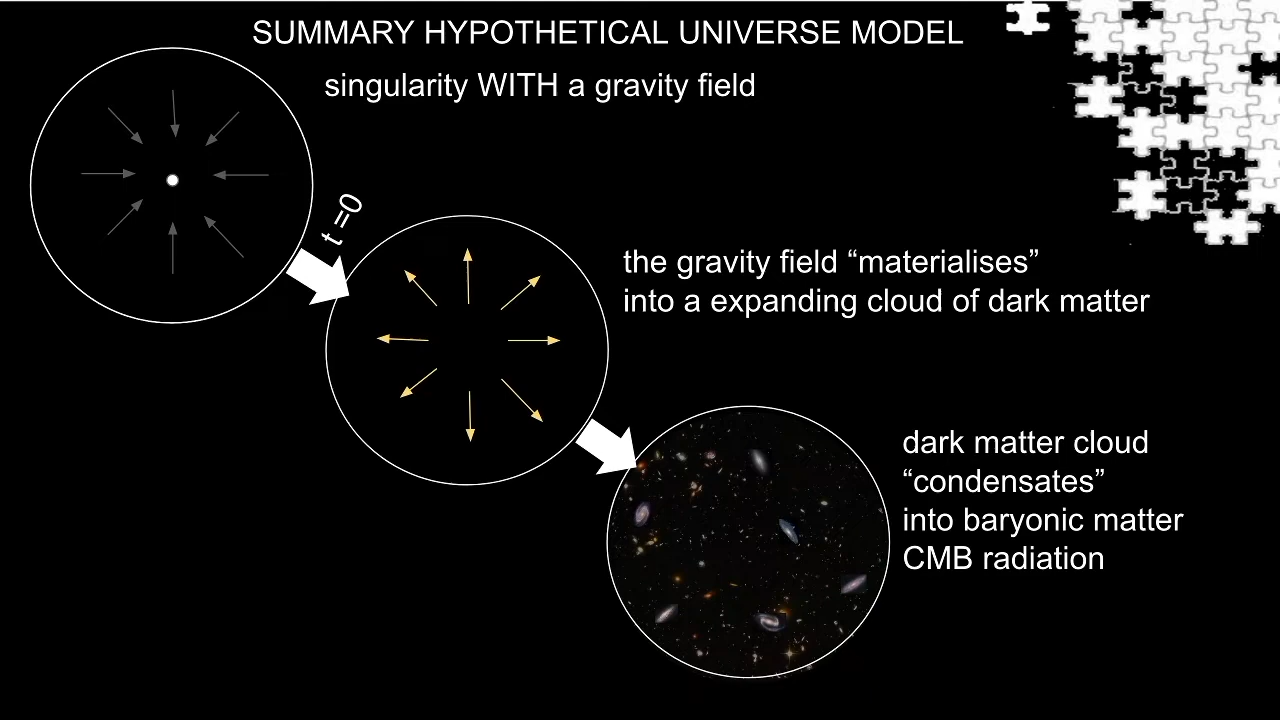 SUMMARY HYPOTHETICAL UNIVERSE MODEL
singularity WITH a gravity field
t =0
the gravity field “materialises”
into a expanding cloud of dark matter
dark matter cloud
“condensates”
into baryonic matter
CMB radiation